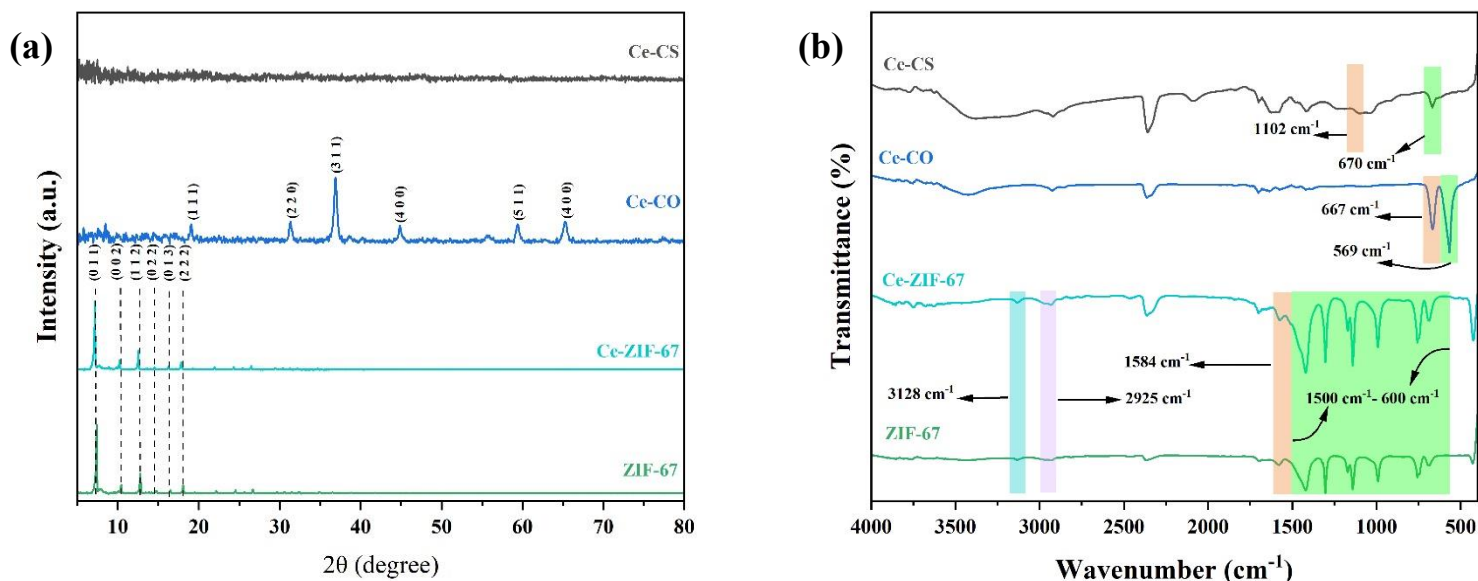 (a)
Ce-CS
Ce-CO
(1 1 1)
(2 2 0)
(3 1 1)
(4 0 0)
(5 1 1)
(4 0 0)
(0 1 1)
(0 0 2)
(1 1 2)
(0 2 2)
(0 1 3)
(2 2 2)
Ce-ZIF-67
ZIF-67
Intensity (a.u.)
10 20 30 40 50 60 70 80
2θ (degree)
(b)
Ce-CS
1102 cm-1
670 cm-1
Ce-CO
667 cm-1
569 cm-1
Ce-ZIF-67
1584 cm-1
3128 cm-1
2925 cm-1
1500 cm-1- 600 cm-1
ZIF-67
Transmittance (%)
4000 3500 3000 2500 2000 1500 1000 500
Wavenumber (cm-1)